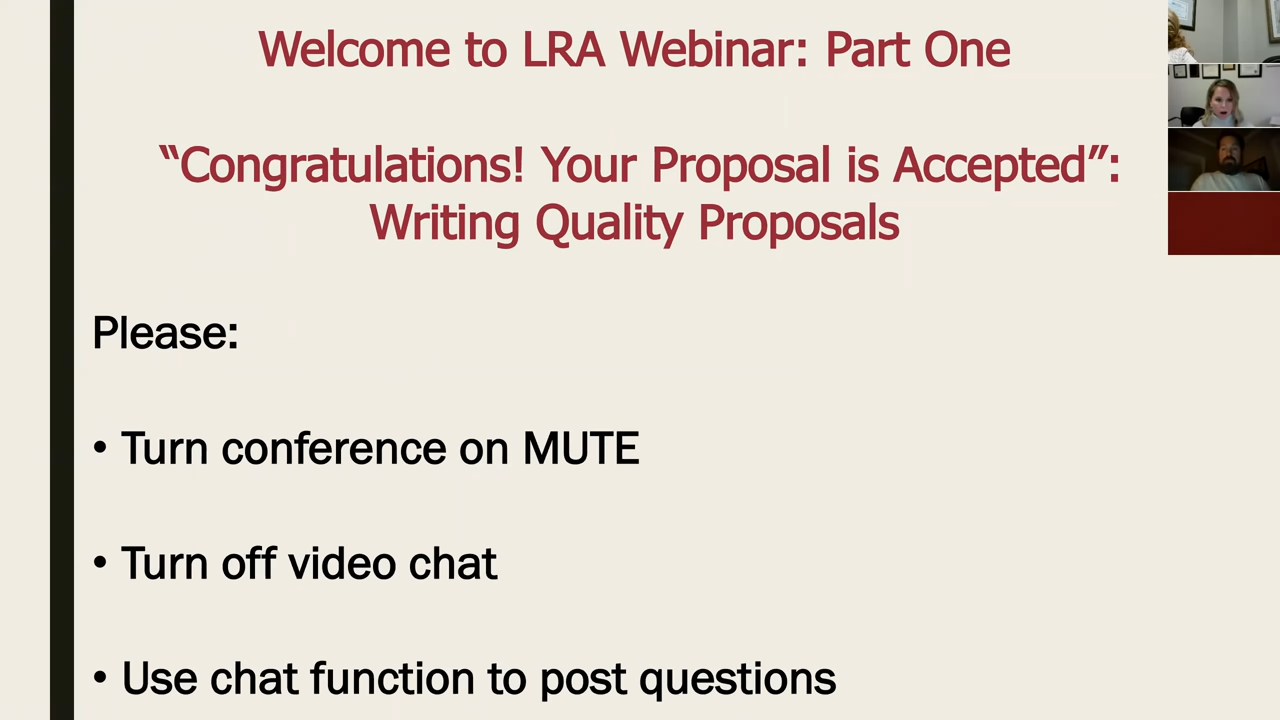 Welcome to LRA Webinar: Part One
“Congratulations! Your Proposal is Accepted”:
Writing Quality Proposals
Please:
• Turn conference on MUTE
• Turn off video chat
• Use chat function to post questions